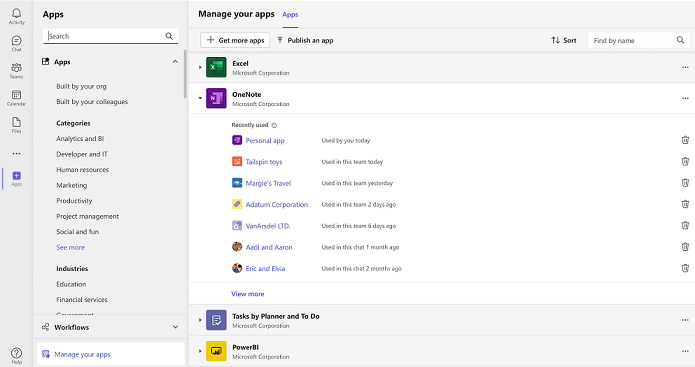 Activity
Chat
Teams
Calendar
Files
Apps
Help
Apps
Search
Apps
Built by your org
Built by your colleagues
Categories
Analytics and BI
Developer and IT
Human resources
Marketing
Productivity
Project management
Social and fun
See more
Industries
Education
Financial services
Workflows
Manage your apps
Manage your apps
Apps
Get more apps
Publish an app
Sort
Find by name
Excel
Microsoft Corporation
OneNote
Microsoft Corporation
Recently used
Personal app Used by you today
Tailspin toys Used in this team today
Margie's Travel Used in this team yesterday
Adatum Corporation Used in this team 2 days ago
VanArsdel LTD. Used in this team 6 days ago
Aadi and Aaron Used in this chat 1 month ago
Eric and Elvia Used in this chat 2 months ago
View more
Tasks by Planner and To Do
Microsoft Corporation
PowerBI
Microsoft Corporation